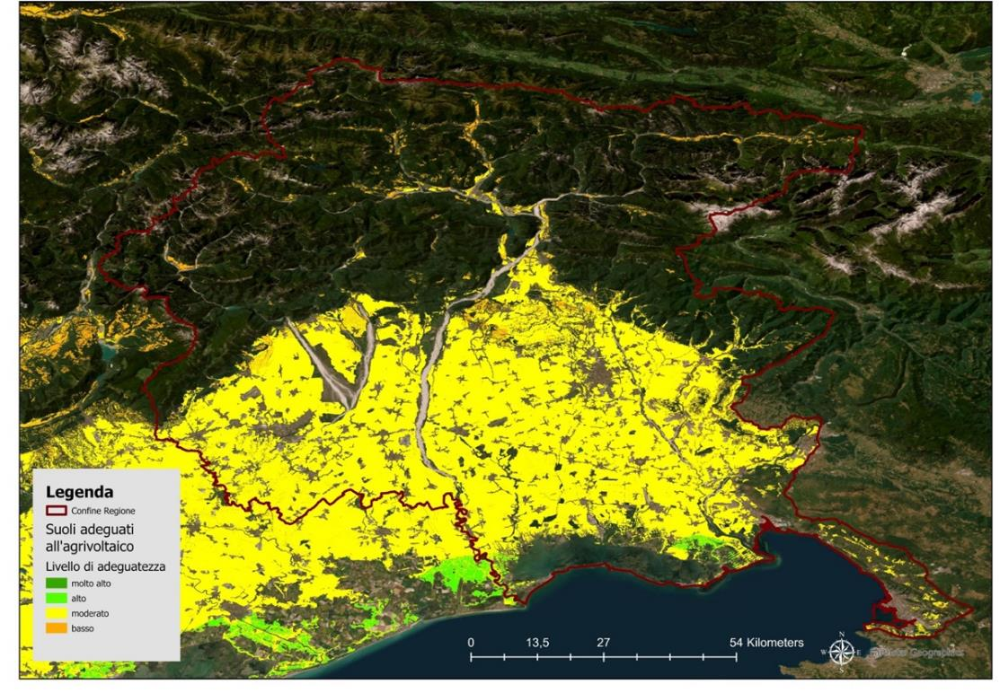 Legenda
Confine Regione
Suoli adeguati
all'agrivoltaico
Livello di adeguatezza
molto alto
alto
moderato
basso
0 13,5 27 54 Kilometers
N
W E
S
Geographics